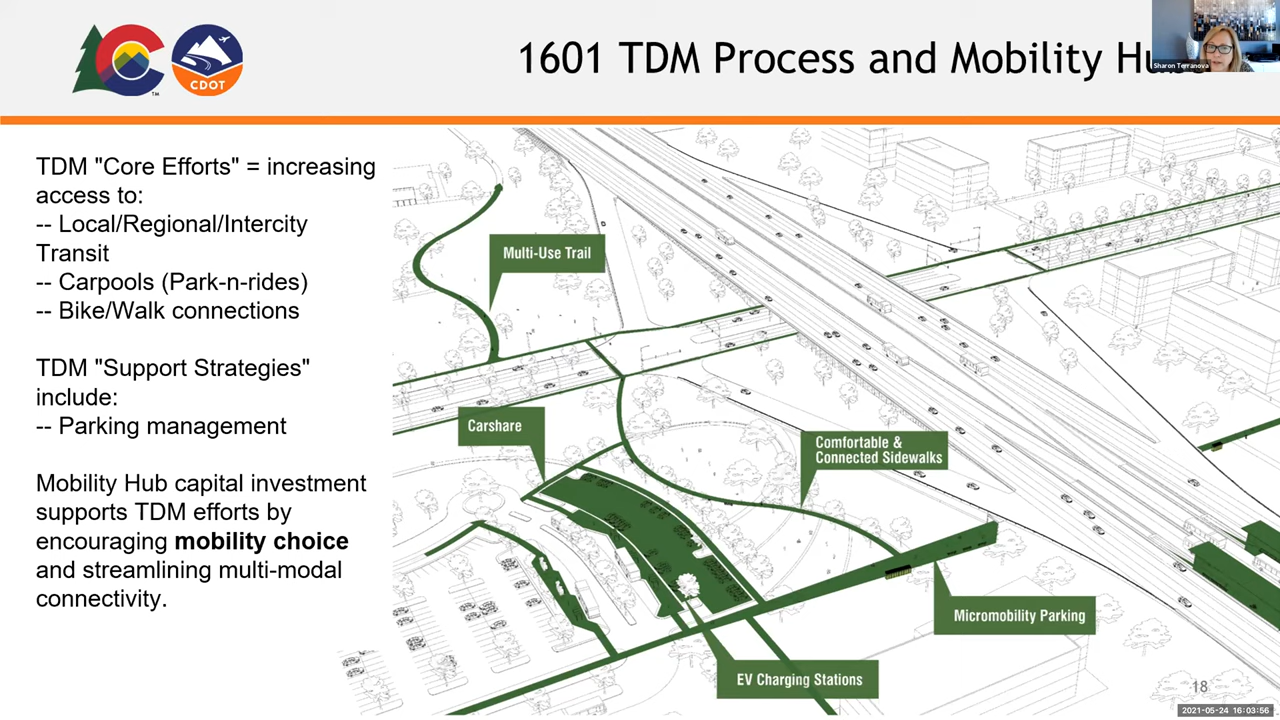 CDOT
TM
1601 TDM Process and Mobility
Sharon Terranova
TDM "Core Efforts" = increasing
access to:
-- Local/Regional/Intercity
Transit
-- Carpools (Park-n-rides)
-- Bike/Walk connections
TDM "Support Strategies"
include:
-- Parking management
Mobility Hub capital investment
supports TDM efforts by
encouraging mobility choice
and streamlining multi-modal
connectivity.
Multi-Use Trail
Carshare
Comfortable &
Connected Sidewalks
Micromobility Parking
EV Charging Stations
18
2021-05-24 16:03:56